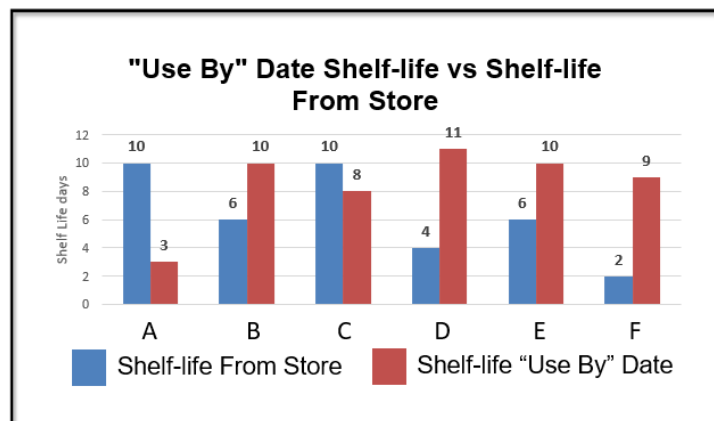 "Use By" Date Shelf-life vs Shelf-life
From Store
12
10
8
6
4
2
0
Shelf Life days
10 3 6 10 10 8 4 11 6 10 2 9
A B C D E F
Shelf-life From Store Shelf-life “Use By” Date